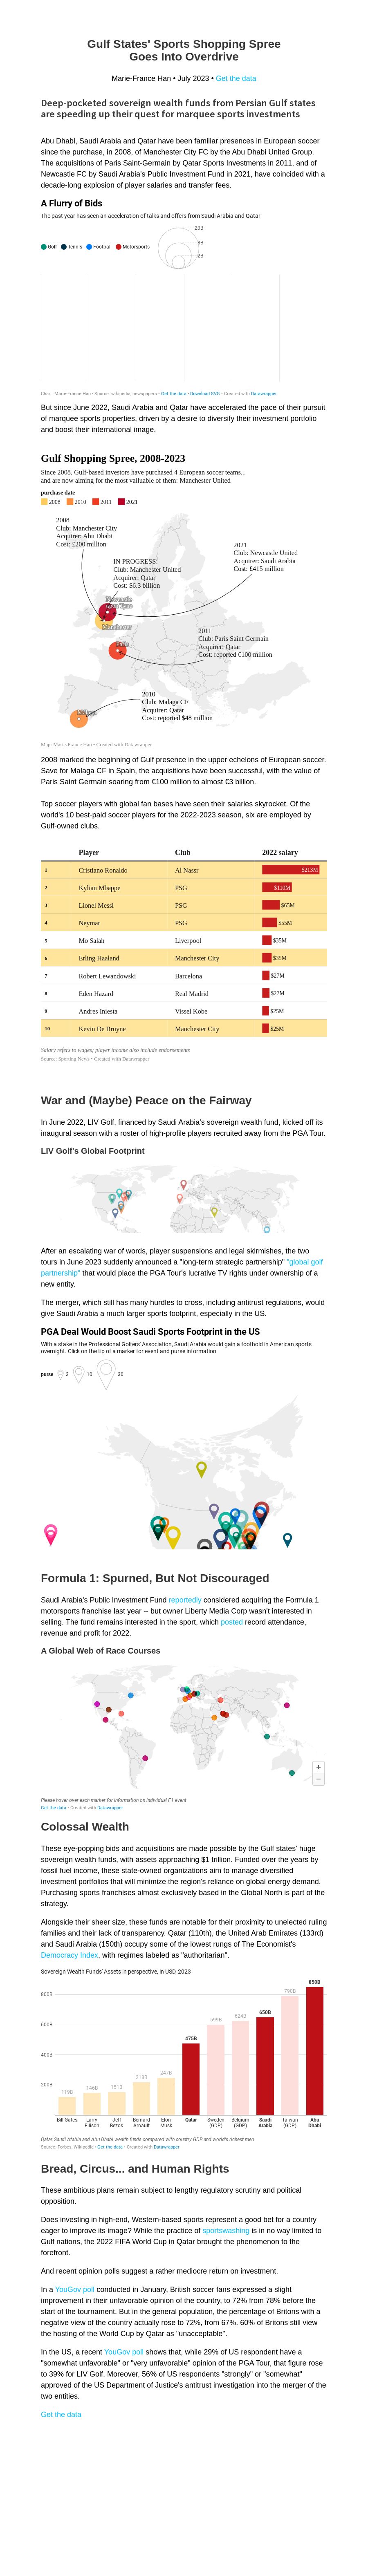 Gulf States' Sports Shopping Spree
Goes Into Overdrive
Marie-France Han • July 2023 • Get the data
Deep-pocketed sovereign wealth funds from Persian Gulf states
are speeding up their quest for marquee sports investments
Abu Dhabi, Saudi Arabia and Qatar have been familiar presences in European soccer
since the purchase, in 2008, of Manchester City FC by the Abu Dhabi United Group.
The acquisitions of Paris Saint-Germain by Qatar Sports Investments in 2011, and of
Newcastle FC by Saudi Arabia's Public Investment Fund in 2021, have coincided with a
decade-long explosion of player salaries and transfer fees.
A Flurry of Bids
The past year has seen an acceleration of talks and offers from Saudi Arabia and Qatar
Golf Tennis Football Motorsports
20B
8B
2B
Chart: Marie-France Han • Source: wikipedia, newspapers • Get the data • Download SVG • Created with Datawrapper
But since June 2022, Saudi Arabia and Qatar have accelerated the pace of their pursuit
of marquee sports properties, driven by a desire to diversify their investment portfolio
and boost their international image.
Gulf Shopping Spree, 2008-2023
Since 2008, Gulf-based investors have purchased 4 European soccer teams...
and are now aiming for the most valluable of them: Manchester United
purchase date
2008 2010 2011 2021
2008
Club: Manchester City
Acquirer: Abu Dhabi
Cost: £200 million
2021
Club: Newcastle United
Acquirer: Saudi Arabia
Cost: £415 million
IN PROGRESS:
Club: Manchester United
Acquirer: Qatar
Cost: $6.3 billion
Newcastle
upon Tyne
Manchester
2011
Club: Paris Saint Germain
Acquirer: Qatar
Cost: reported €100 million
Paris
2010
Club: Malaga CF
Acquirer: Qatar
Cost: reported $48 million
Málaga
Map: Marie-France Han • Created with Datawrapper
2008 marked the beginning of Gulf presence in the upper echelons of European soccer.
Save for Malaga CF in Spain, the acquisitions have been successful, with the value of
Paris Saint Germain soaring from €100 million to almost €3 billion.
Top soccer players with global fan bases have seen their salaries skyrocket. Of the
world's 10 best-paid soccer players for the 2022-2023 season, six are employed by
Gulf-owned clubs.
Player Club 2022 salary
1 Cristiano Ronaldo Al Nassr $213M
2 Kylian Mbappe PSG $110M
3 Lionel Messi PSG $65M
4 Neymar PSG $55M
5 Mo Salah Liverpool $35M
6 Erling Haaland Manchester City $35M
7 Robert Lewandowski Barcelona $27M
8 Eden Hazard Real Madrid $27M
9 Andres Iniesta Vissel Kobe $25M
10 Kevin De Bruyne Manchester City $25M
Salary refers to wages; player income also include endorsements
Source: Sporting News • Created with Datawrapper
War and (Maybe) Peace on the Fairway
In June 2022, LIV Golf, financed by Saudi Arabia's sovereign wealth fund, kicked off its
inaugural season with a roster of high-profile players recruited away from the PGA Tour.
LIV Golf's Global Footprint
After an escalating war of words, player suspensions and legal skirmishes, the two
tours in June 2023 suddenly announced a "long-term strategic partnership" "global golf
partnership" that would place the PGA Tour's lucrative TV rights under ownership of a
new entity.
The merger, which still has many hurdles to cross, including antitrust regulations, would
give Saudi Arabia a much larger sports footprint, especially in the US.
PGA Deal Would Boost Saudi Sports Footprint in the US
With a stake in the Professional Golfers' Association, Saudi Arabia would gain a foothold in American sports
overnight. Click on the tip of a marker for event and purse information
purse 3 10 30
Formula 1: Spurned, But Not Discouraged
Saudi Arabia's Public Investment Fund reportedly considered acquiring the Formula 1
motorsports franchise last year -- but owner Liberty Media Corp wasn't interested in
selling. The fund remains interested in the sport, which posted record attendance,
revenue and profit for 2022.
A Global Web of Race Courses
+
−
Please hover over each marker for information on individual F1 event
Get the data • Created with Datawrapper
Colossal Wealth
These eye-popping bids and acquisitions are made possible by the Gulf states' huge
sovereign wealth funds, with assets approaching $1 trillion. Funded over the years by
fossil fuel income, these state-owned organizations aim to manage diversified
investment portfolios that will minimize the region's reliance on global energy demand.
Purchasing sports franchises almost exclusively based in the Global North is part of the
strategy.
Alongside their sheer size, these funds are notable for their proximity to unelected ruling
families and their lack of transparency. Qatar (110th), the United Arab Emirates (133rd)
and Saudi Arabia (150th) occupy some of the lowest rungs of The Economist's
Democracy Index, with regimes labeled as "authoritarian".
Sovereign Wealth Funds' Assets in perspective, in USD, 2023
800B
600B
400B
200B
119B 146B 151B 218B 247B 475B 599B 624B 650B 790B 850B
Bill Gates Larry Ellison Jeff Bezos Bernard Arnault Elon Musk Qatar Sweden (GDP) Belgium (GDP) Saudi Arabia Taiwan (GDP) Abu Dhabi
Qatar, Saudi Alabia and Abu Dhabi wealth funds compared with country GDP and world's richest men
Source: Forbes, Wikipedia • Get the data • Created with Datawrapper
Bread, Circus... and Human Rights
These ambitious plans remain subject to lengthy regulatory scrutiny and political
opposition.
Does investing in high-end, Western-based sports represent a good bet for a country
eager to improve its image? While the practice of sportswashing is in no way limited to
Gulf nations, the 2022 FIFA World Cup in Qatar brought the phenomenon to the
forefront.
And recent opinion polls suggest a rather mediocre return on investment.
In a YouGov poll conducted in January, British soccer fans expressed a slight
improvement in their unfavorable opinion of the country, to 72% from 78% before the
start of the tournament. But in the general population, the percentage of Britons with a
negative view of the country actually rose to 72%, from 67%. 60% of Britons still view
the hosting of the World Cup by Qatar as "unacceptable".
In the US, a recent YouGov poll shows that, while 29% of US respondent have a
"somewhat unfavorable" or "very unfavorable" opinion of the PGA Tour, that figure rose
to 39% for LIV Golf. Moreover, 56% of US respondents "strongly" or "somewhat"
approved of the US Department of Justice's antitrust investigation into the merger of the
two entities.
Get the data